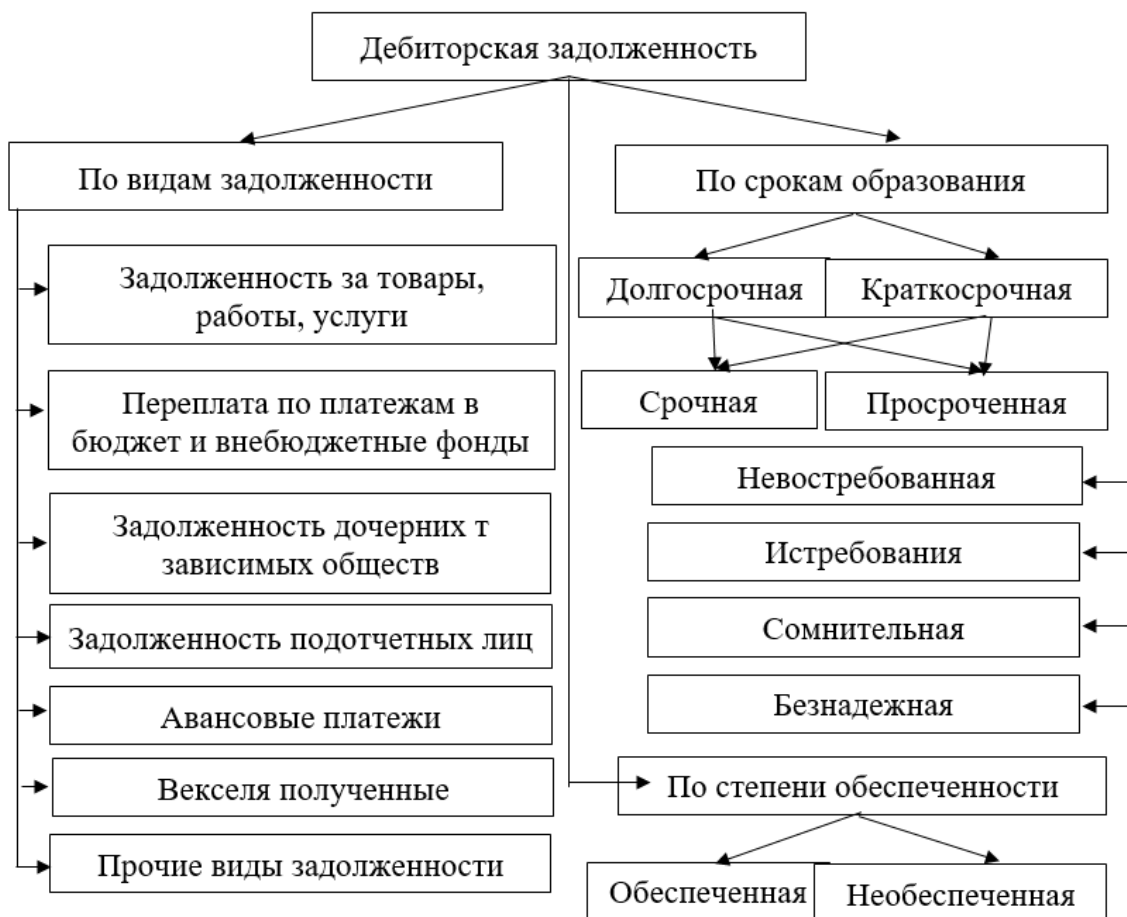 Дебиторская задолженность
По видам задолженности
Задолженность за товары,
работы, услуги
Переплата по платежам в
бюджет и внебюджетные фонды
Задолженность дочерних т
зависимых обществ
Задолженность подотчетных лиц
Авансовые платежи
Векселя полученные
Прочие виды задолженности
По срокам образования
Долгосрочная
Краткосрочная
Срочная
Просроченная
Невостребованная
Истребования
Сомнительная
Безнадежная
По степени обеспеченности
Обеспеченная
Необеспеченная